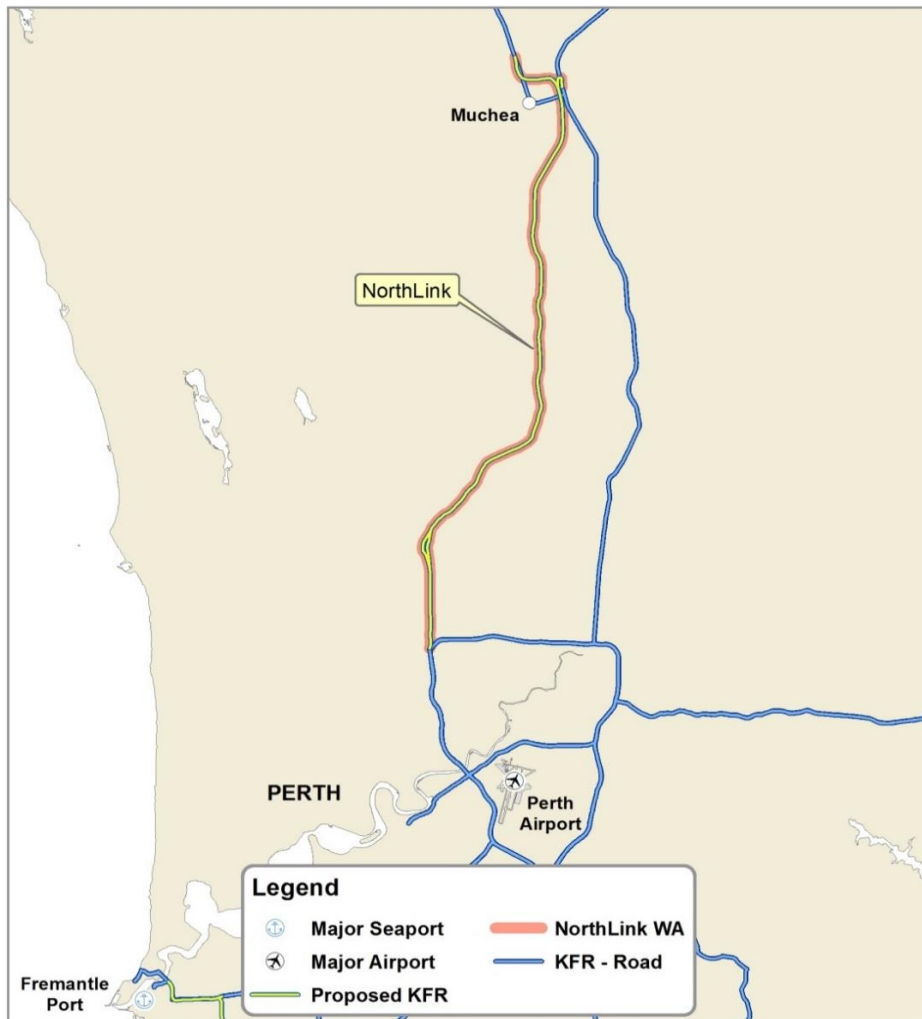 Muchea
NorthLink
PERTH
Perth
Airport
Legend
Major Seaport
NorthLink WA
Major Airport
KFR - Road
Proposed KFR
Fremantle
Port